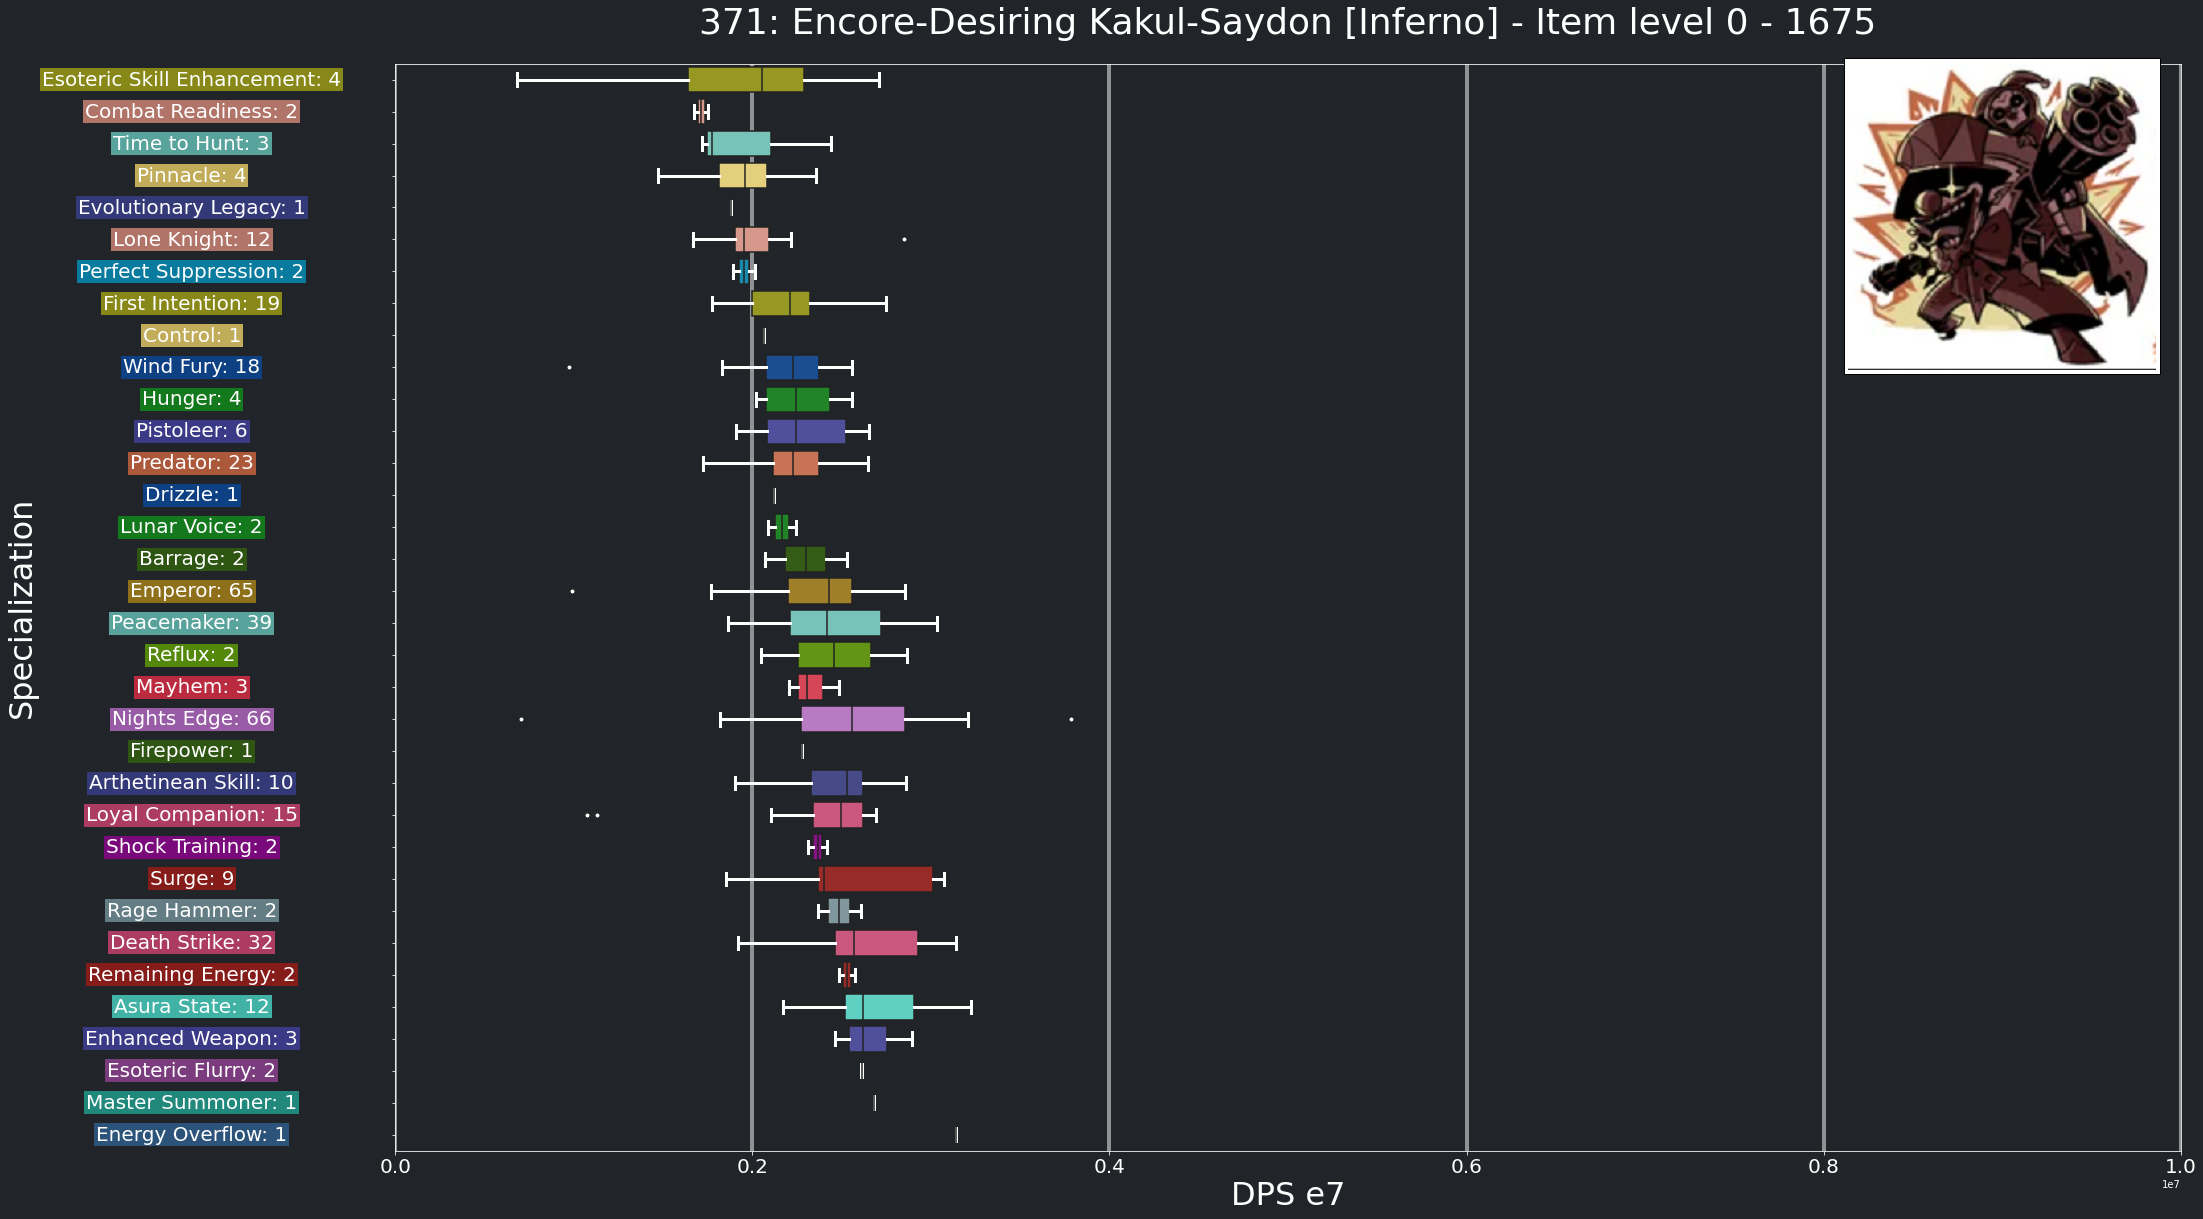 371: Encore-Desiring Kakul-Saydon [Inferno] - Item level 0 - 1675
Specialization
Esoteric Skill Enhancement: 4
Combat Readiness: 2
Time to Hunt: 3
Pinnacle: 4
Evolutionary Legacy: 1
Lone Knight: 12
Perfect Suppression: 2
First Intention: 19
Control: 1
Wind Fury: 18
Hunger: 4
Pistoleer: 6
Predator: 23
Drizzle: 1
Lunar Voice: 2
Barrage: 2
Emperor: 65
Peacemaker: 39
Reflux: 2
Mayhem: 3
Nights Edge: 66
Firepower: 1
Arthetinean Skill: 10
Loyal Companion: 15
Shock Training: 2
Surge: 9
Rage Hammer: 2
Death Strike: 32
Remaining Energy: 2
Asura State: 12
Enhanced Weapon: 3
Esoteric Flurry: 2
Master Summoner: 1
Energy Overflow: 1
0.0 0.2 0.4 0.6 0.8 1.0
1e7
DPS e7